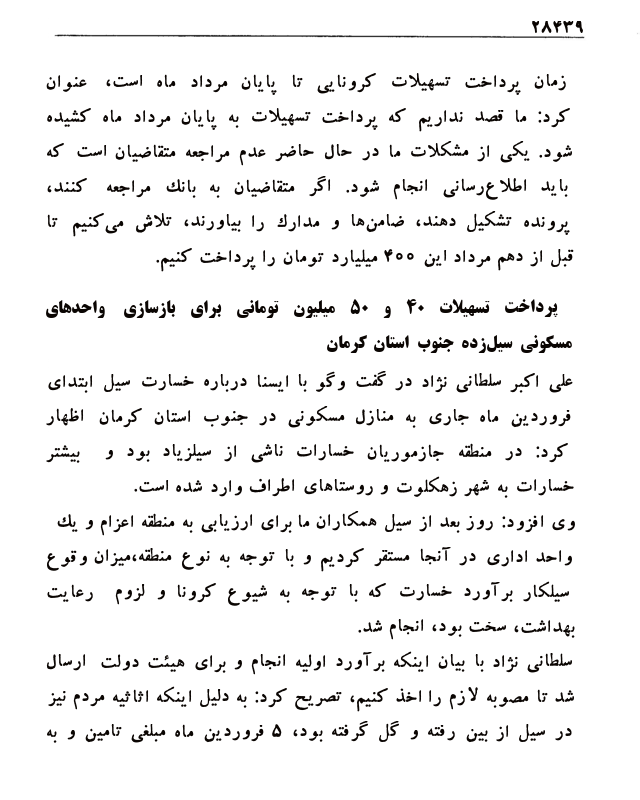 ۲۸۴۳۹
زمان پرداخت تسهیلات کرونایی تا پایان مرداد ماه است، عنوان
کرد: ما قصد نداریم که پرداخت تسهیلات به پایان مرداد ماه کشیده
شود. یکی از مشکلات ما در حال حاضر عدم مراجعه متقاضیان است که
باید اطلاع‌رسانی انجام شود. اگر متقاضیان به بانک مراجعه کنند،
پرونده تشکیل دهند، ضامن‌ها و مدارک را بیاورند، تلاش می‌کنیم تا
قبل از دهم مرداد این ۴۰۰ میلیارد تومان را پرداخت کنیم.
پرداخت تسهیلات ۴۰ و ۵۰ میلیون تومانی برای بازسازی واحدهای
مسکونی سیل‌زده جنوب استان کرمان
علی اکبر سلطانی نژاد در گفت وگو با ایسنا درباره خسارت سیل ابتدای
فروردین ماه جاری به منازل مسکونی در جنوب استان کرمان اظهار
کرد: در منطقه جازموریان خسارات ناشی از سیلزیاد بود و بیشتر
خسارات به شهر زهکلوت و روستاهای اطراف وارد شده است.
وی افزود: روز بعد از سیل همکاران ما برای ارزیابی به منطقه اعزام و یک
واحد اداری در آنجا مستقر کردیم و با توجه به نوع منطقه،میزان وقوع
سیلکار برآورد خسارت که با توجه به شیوع کرونا و لزوم رعایت
بهداشت، سخت بود، انجام شد.
سلطانی نژاد با بیان اینکه برآورد اولیه انجام و برای هیئت دولت ارسال
شد تا مصوبه لازم را اخذ کنیم، تصریح کرد: به دلیل اینکه اثاثیه مردم نیز
در سیل از بین رفته و گل گرفته بود، ۵ فروردین ماه مبلغی تامین و به